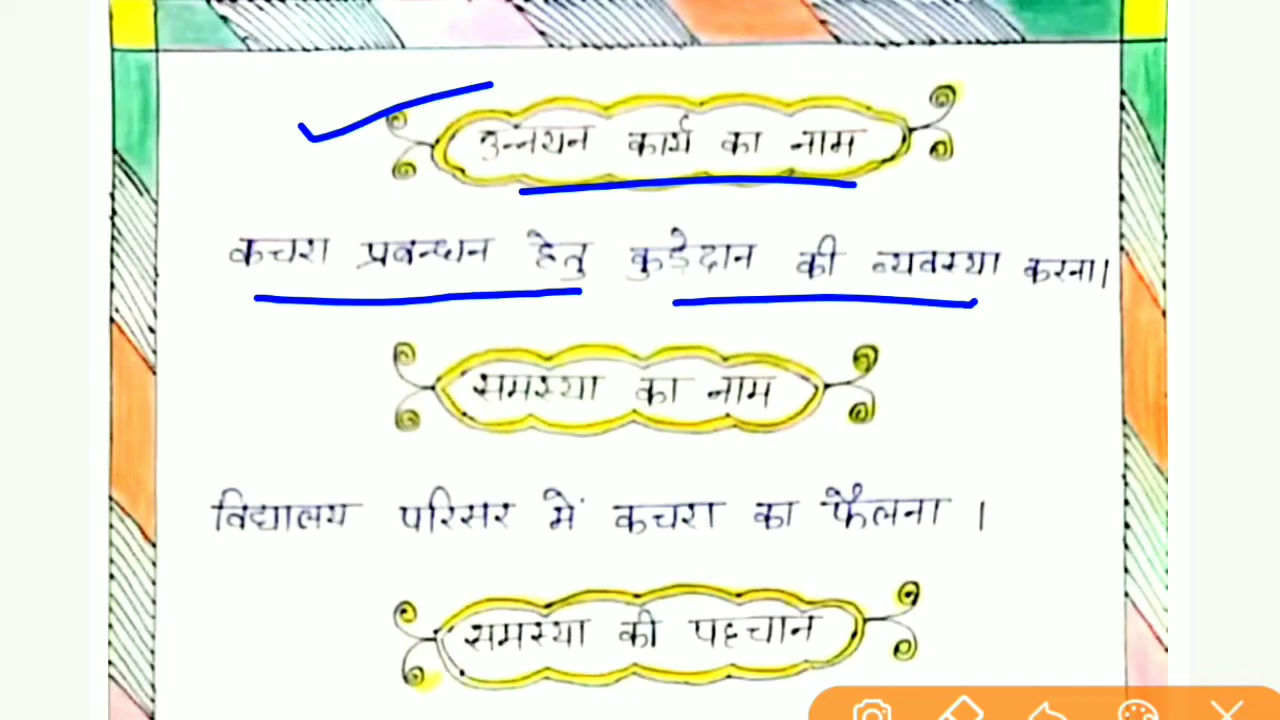 उन्नयन कार्य का नाम
कचरा प्रबन्धन हेतु कुड़ेदान की व्यवस्था करना।
समस्या का नाम
विद्यालय परिसर में कचरा का फैलना ।
समस्या की पहचान